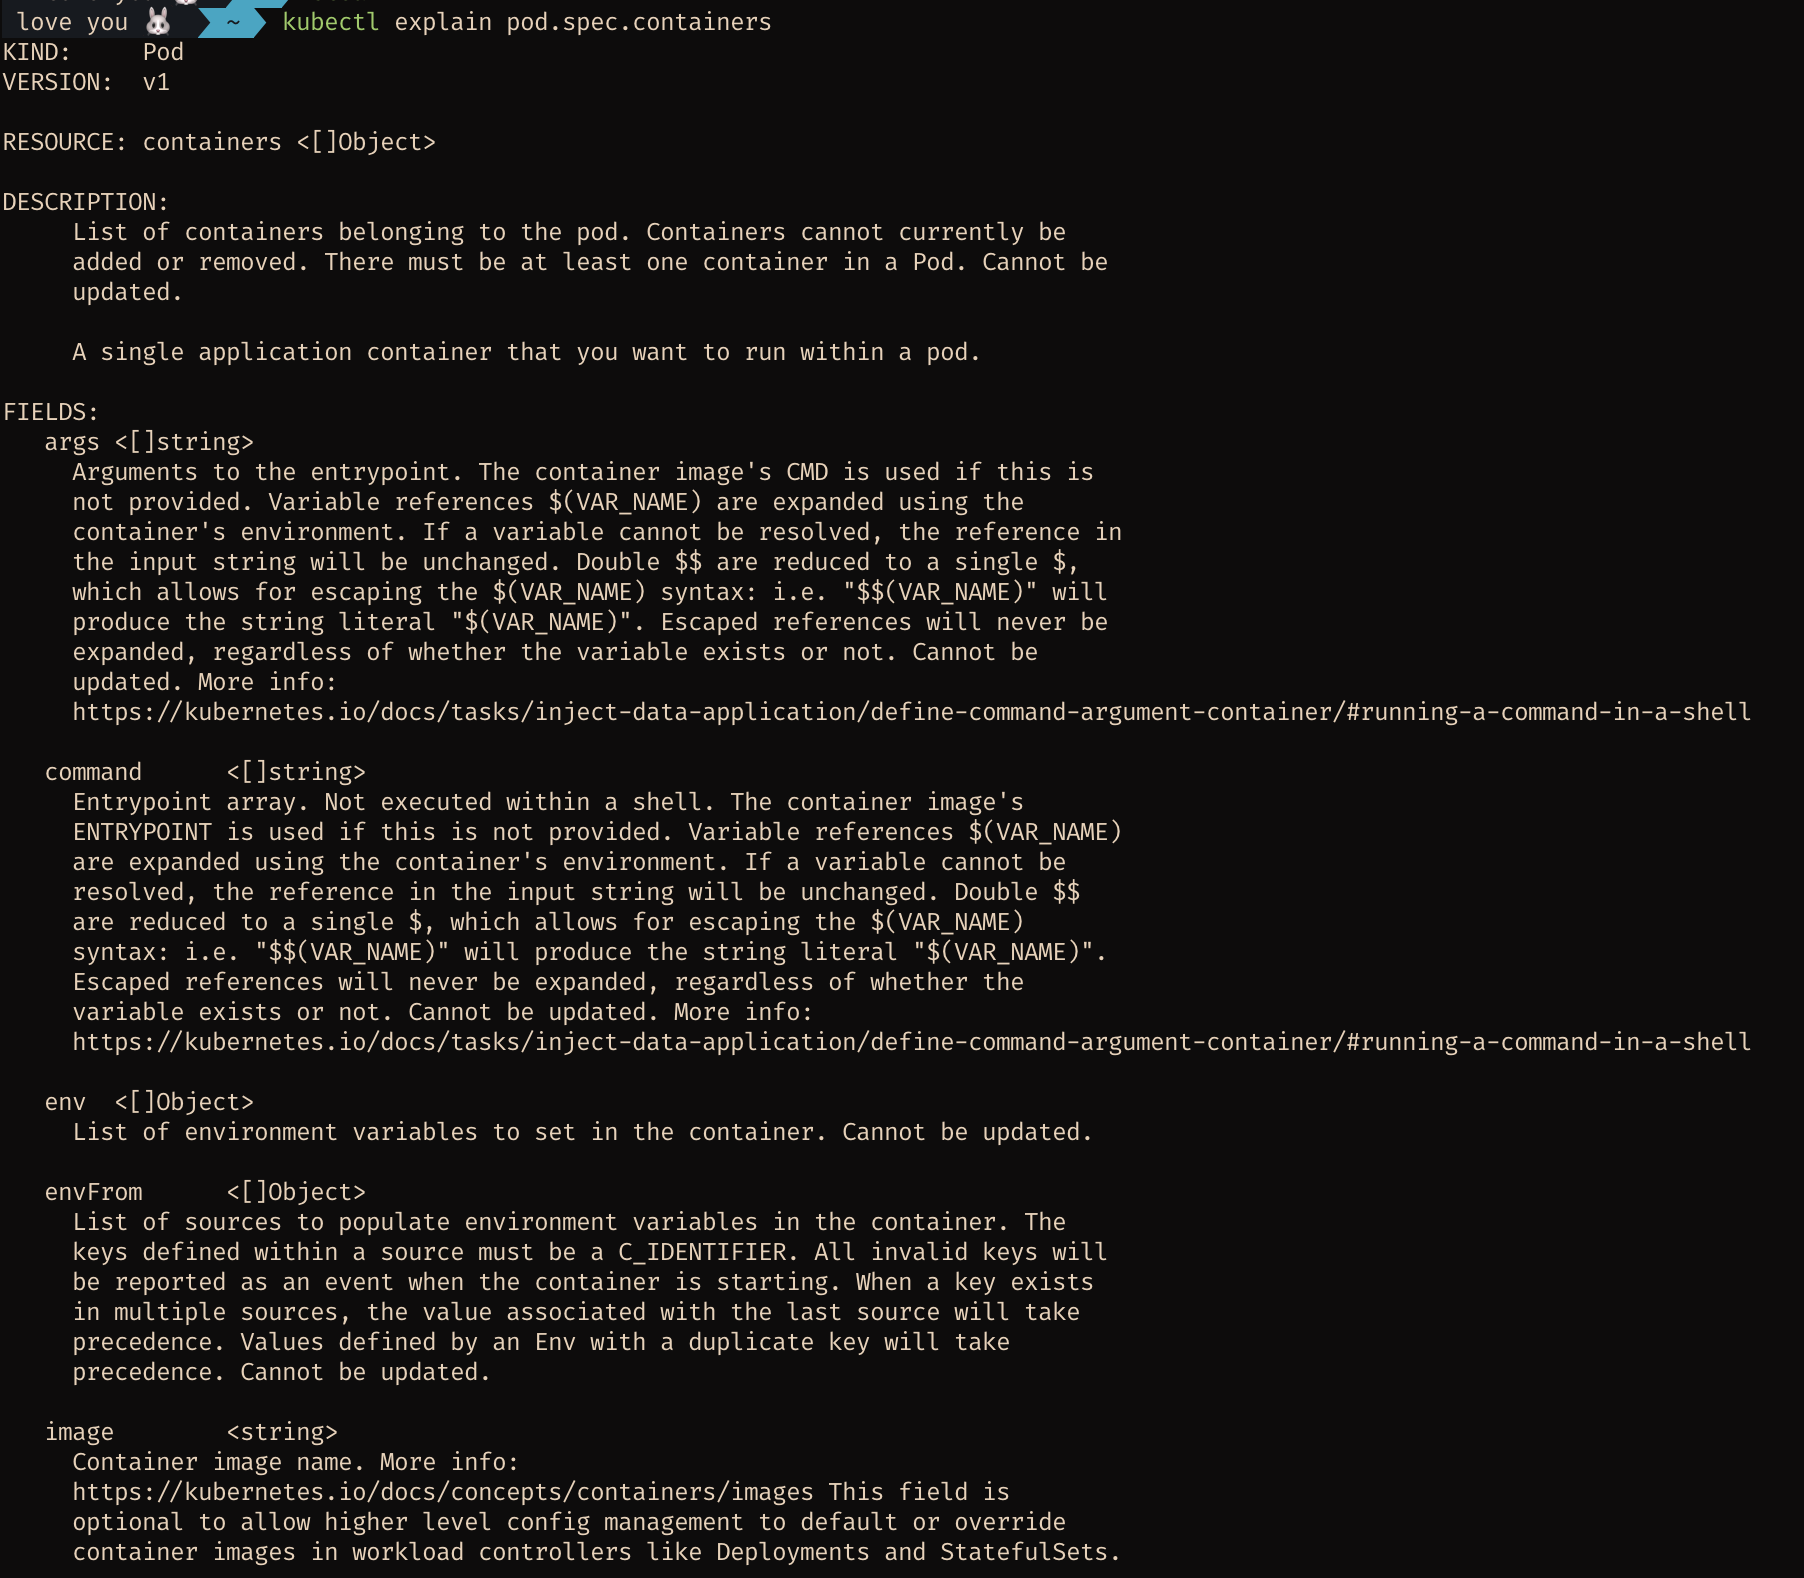 love you 🐰 ~ kubectl explain pod.spec.containers
KIND:     Pod
VERSION:  v1
RESOURCE: containers <[]Object>
DESCRIPTION:
     List of containers belonging to the pod. Containers cannot currently be
     added or removed. There must be at least one container in a Pod. Cannot be
     updated.
     A single application container that you want to run within a pod.
FIELDS:
   args <[]string>
     Arguments to the entrypoint. The container image's CMD is used if this is
     not provided. Variable references $(VAR_NAME) are expanded using the
     container's environment. If a variable cannot be resolved, the reference in
     the input string will be unchanged. Double $$ are reduced to a single $,
     which allows for escaping the $(VAR_NAME) syntax: i.e. "$$(VAR_NAME)" will
     produce the string literal "$(VAR_NAME)". Escaped references will never be
     expanded, regardless of whether the variable exists or not. Cannot be
     updated. More info:
     https://kubernetes.io/docs/tasks/inject-data-application/define-command-argument-container/#running-a-command-in-a-shell
   command      <[]string>
     Entrypoint array. Not executed within a shell. The container image's
     ENTRYPOINT is used if this is not provided. Variable references $(VAR_NAME)
     are expanded using the container's environment. If a variable cannot be
     resolved, the reference in the input string will be unchanged. Double $$
     are reduced to a single $, which allows for escaping the $(VAR_NAME)
     syntax: i.e. "$$(VAR_NAME)" will produce the string literal "$(VAR_NAME)".
     Escaped references will never be expanded, regardless of whether the
     variable exists or not. Cannot be updated. More info:
     https://kubernetes.io/docs/tasks/inject-data-application/define-command-argument-container/#running-a-command-in-a-shell
   env  <[]Object>
     List of environment variables to set in the container. Cannot be updated.
   envFrom      <[]Object>
     List of sources to populate environment variables in the container. The
     keys defined within a source must be a C_IDENTIFIER. All invalid keys will
     be reported as an event when the container is starting. When a key exists
     in multiple sources, the value associated with the last source will take
     precedence. Values defined by an Env with a duplicate key will take
     precedence. Cannot be updated.
   image        <string>
     Container image name. More info:
     https://kubernetes.io/docs/concepts/containers/images This field is
     optional to allow higher level config management to default or override
     container images in workload controllers like Deployments and StatefulSets.